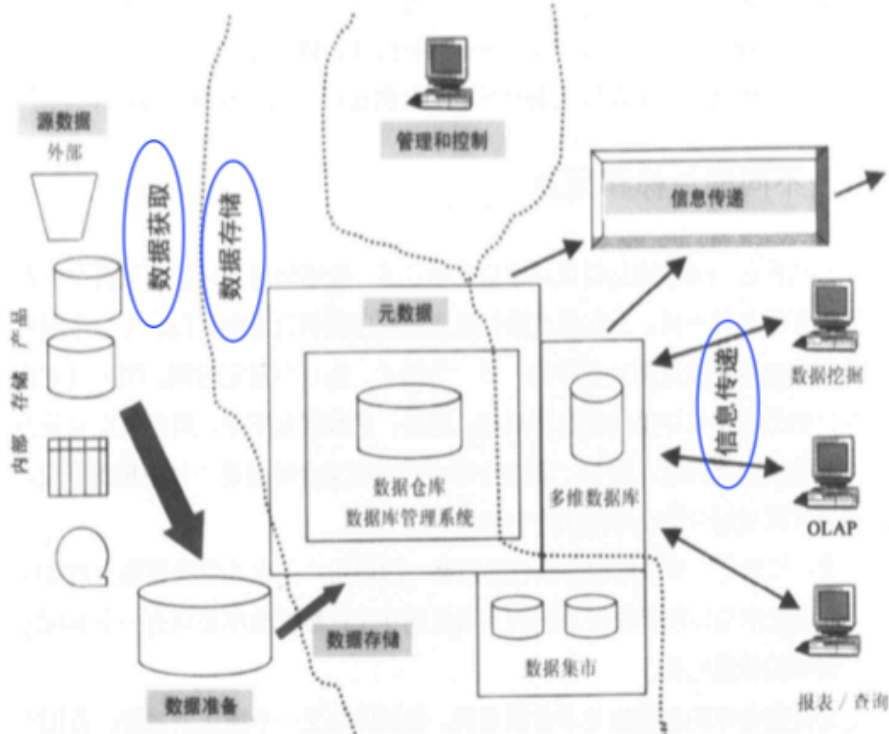 管理和控制
源数据
外部
数据获取
数据存储
信息传递
产品
存储
内部
元数据
数据仓库
数据库管理系统
多维数据库
信息传递
数据挖掘
OLAP
数据存储
数据集市
数据准备
报表 / 查询